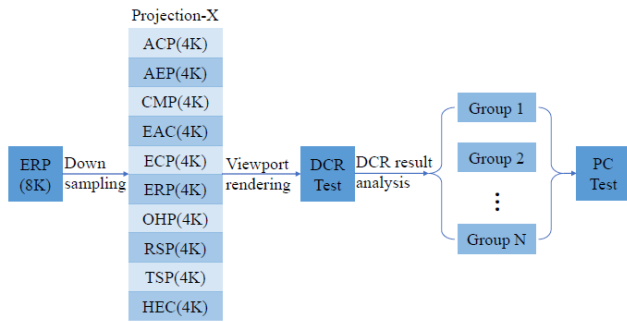 Projection-X
ACP(4K)
AEP(4K)
CMP(4K)
EAC(4K)
ECP(4K)
ERP(4K)
OHP(4K)
RSP(4K)
TSP(4K)
HEC(4K)
ERP
(8K)
Down
sampling
Viewport
rendering
DCR
Test
DCR result
analysis
Group 1
Group 2
⋮
Group N
PC
Test